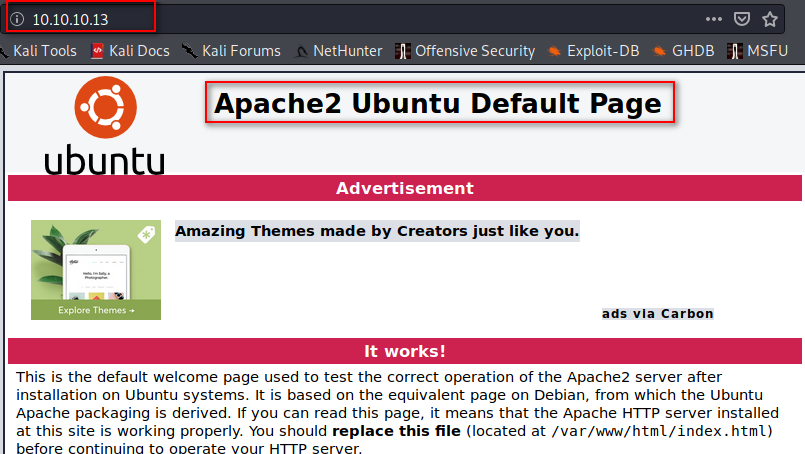 10.10.10.13
Kali Tools Kali Docs Kali Forums NetHunter Offensive Security Exploit-DB GHDB MSFU
Apache2 Ubuntu Default Page
ubuntu
Advertisement
Amazing Themes made by Creators just like you.
Explore Themes →
ads via Carbon
It works!
This is the default welcome page used to test the correct operation of the Apache2 server after
installation on Ubuntu systems. It is based on the equivalent page on Debian, from which the Ubuntu
Apache packaging is derived. If you can read this page, it means that the Apache HTTP server installed
at this site is working properly. You should replace this file (located at /var/www/html/index.html)
before continuing to operate your HTTP server.